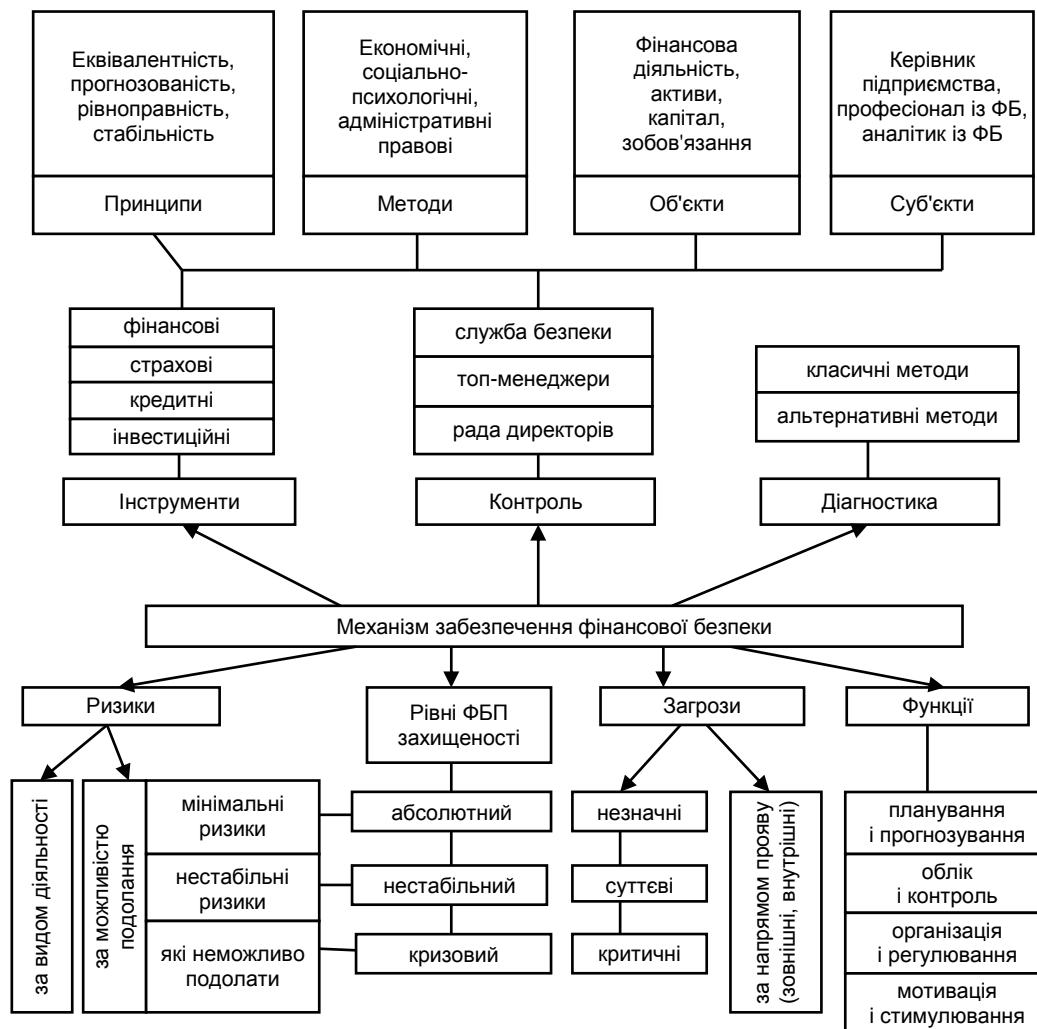 Еквівалентність,
прогнозованість,
рівноправність,
стабільність
Принципи
Економічні,
соціально-
психологічні,
адміністративні
правові
Методи
Фінансова
діяльність,
активи,
капітал,
зобов'язання
Об'єкти
Керівник
підприємства,
професіонал із ФБ,
аналітик із ФБ
Суб'єкти
фінансові
страхові
кредитні
інвестиційні
Інструменти
служба безпеки
топ-менеджери
рада директорів
Контроль
класичні методи
альтернативні методи
Діагностика
Механізм забезпечення фінансової безпеки
Ризики
за видом діяльності
за можливістю
подолання
мінімальні
ризики
нестабільні
ризики
які неможливо
подолати
Рівні ФБП
захищеності
абсолютний
нестабільний
кризовий
Загрози
незначні
суттєві
критичні
за напрямом прояву
(зовнішні, внутрішні)
Функції
планування
і прогнозування
облік
і контроль
організація
і регулювання
мотивація
і стимулювання